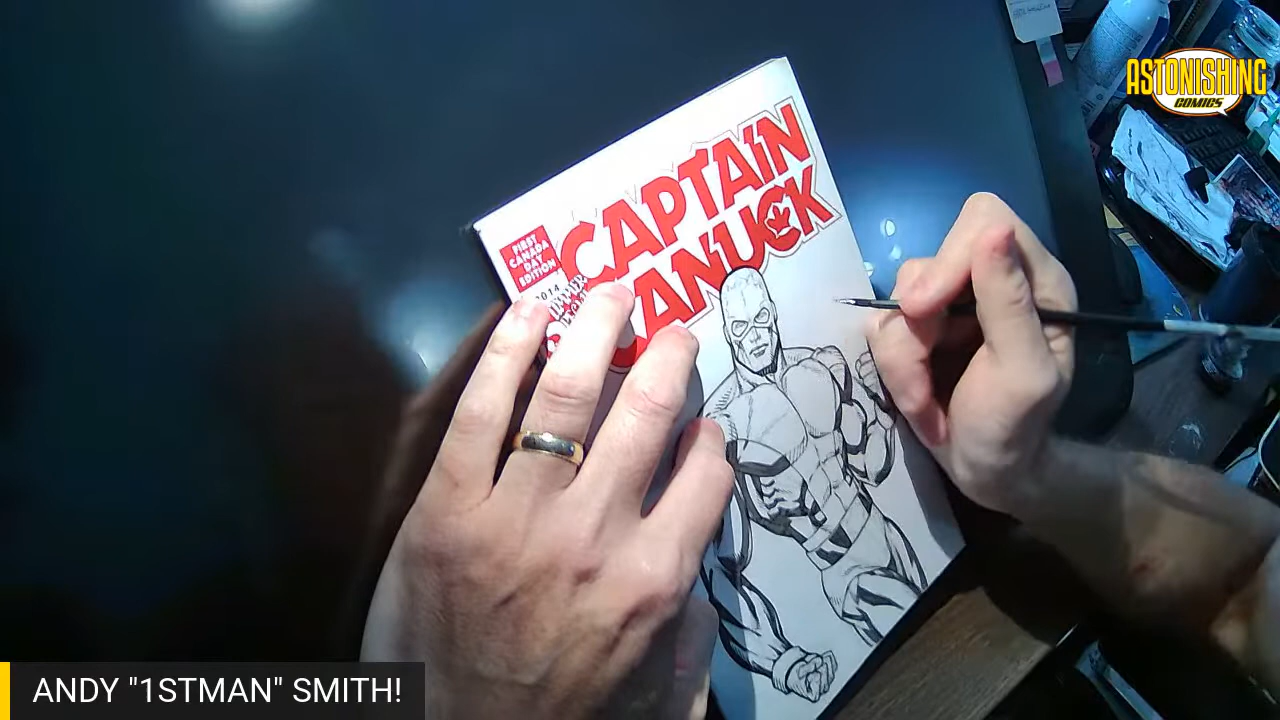 ASTONISHING
COMICS
CAPTAIN
CANUCK
FIRST
CANADA
DAY
EDITION
2014
ANDY "1STMAN" SMITH!